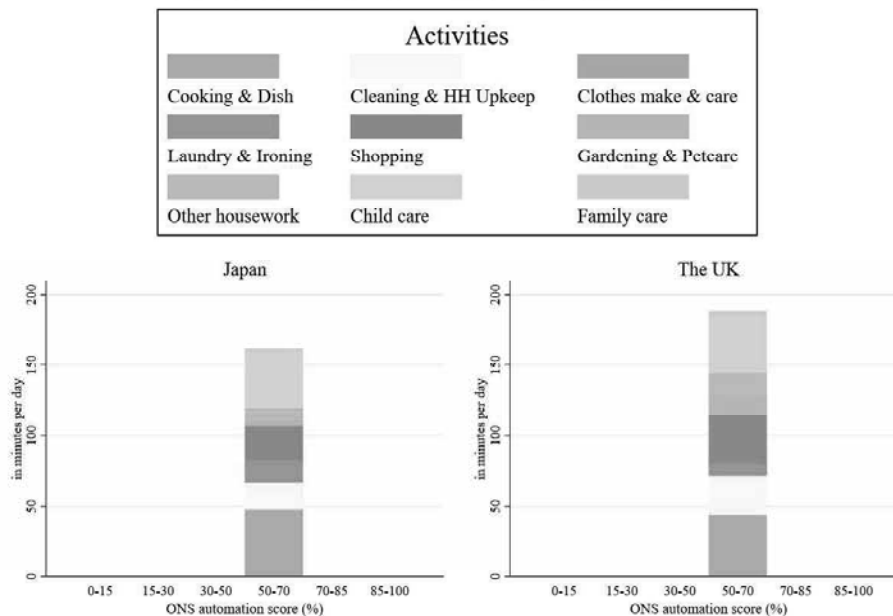 Activities
Cooking & Dish
Cleaning & HH Upkeep
Clothes make & care
Laundry & Ironing
Shopping
Gardening & Petcare
Other housework
Child care
Family care
Japan
in minutes per day
200
150
100
50
0
0-15 15-30 30-50 50-70 70-85 85-100
ONS automation score (%)
The UK
in minutes per day
200
150
100
50
0
0-15 15-30 30-50 50-70 70-85 85-100
ONS automation score (%)